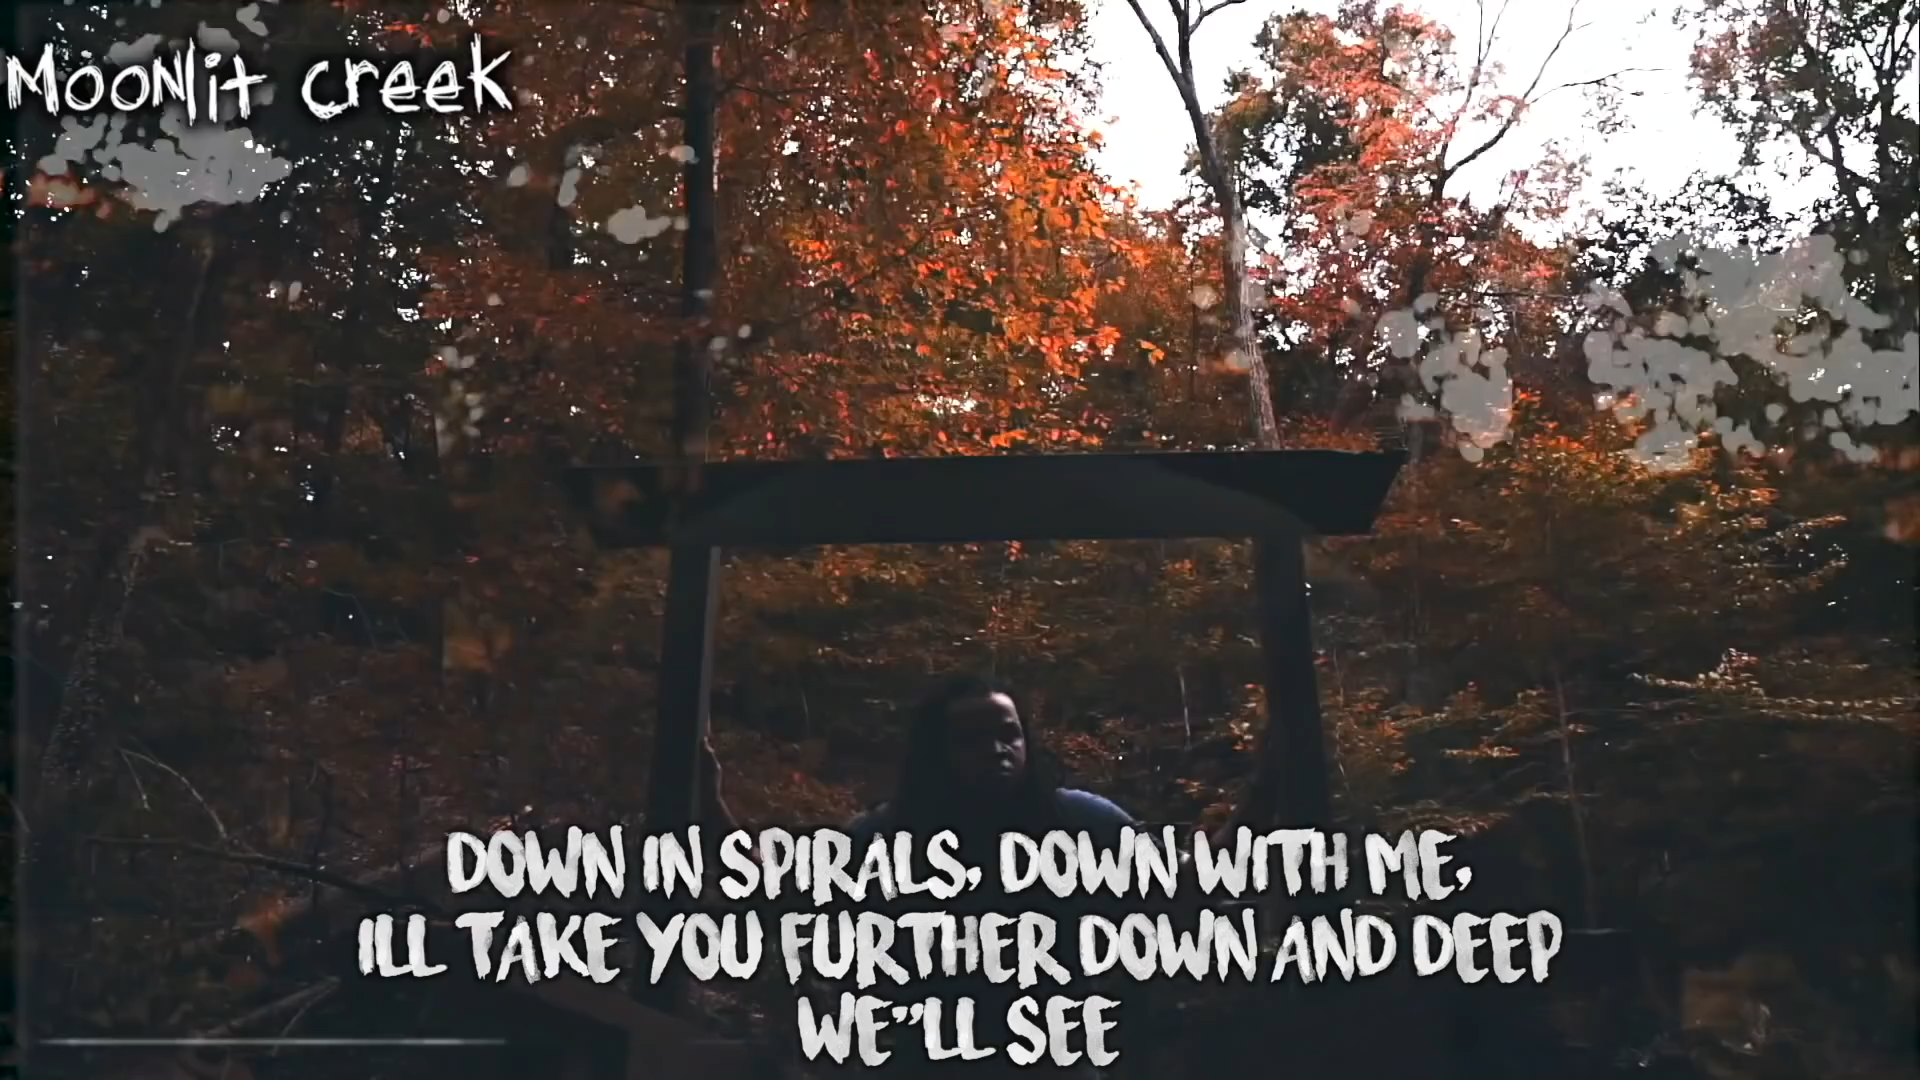 Moonlit creek
DOWN IN SPIRALS, DOWN WITH ME,
ILL TAKE YOU FURTHER DOWN AND DEEP
WE”LL SEE